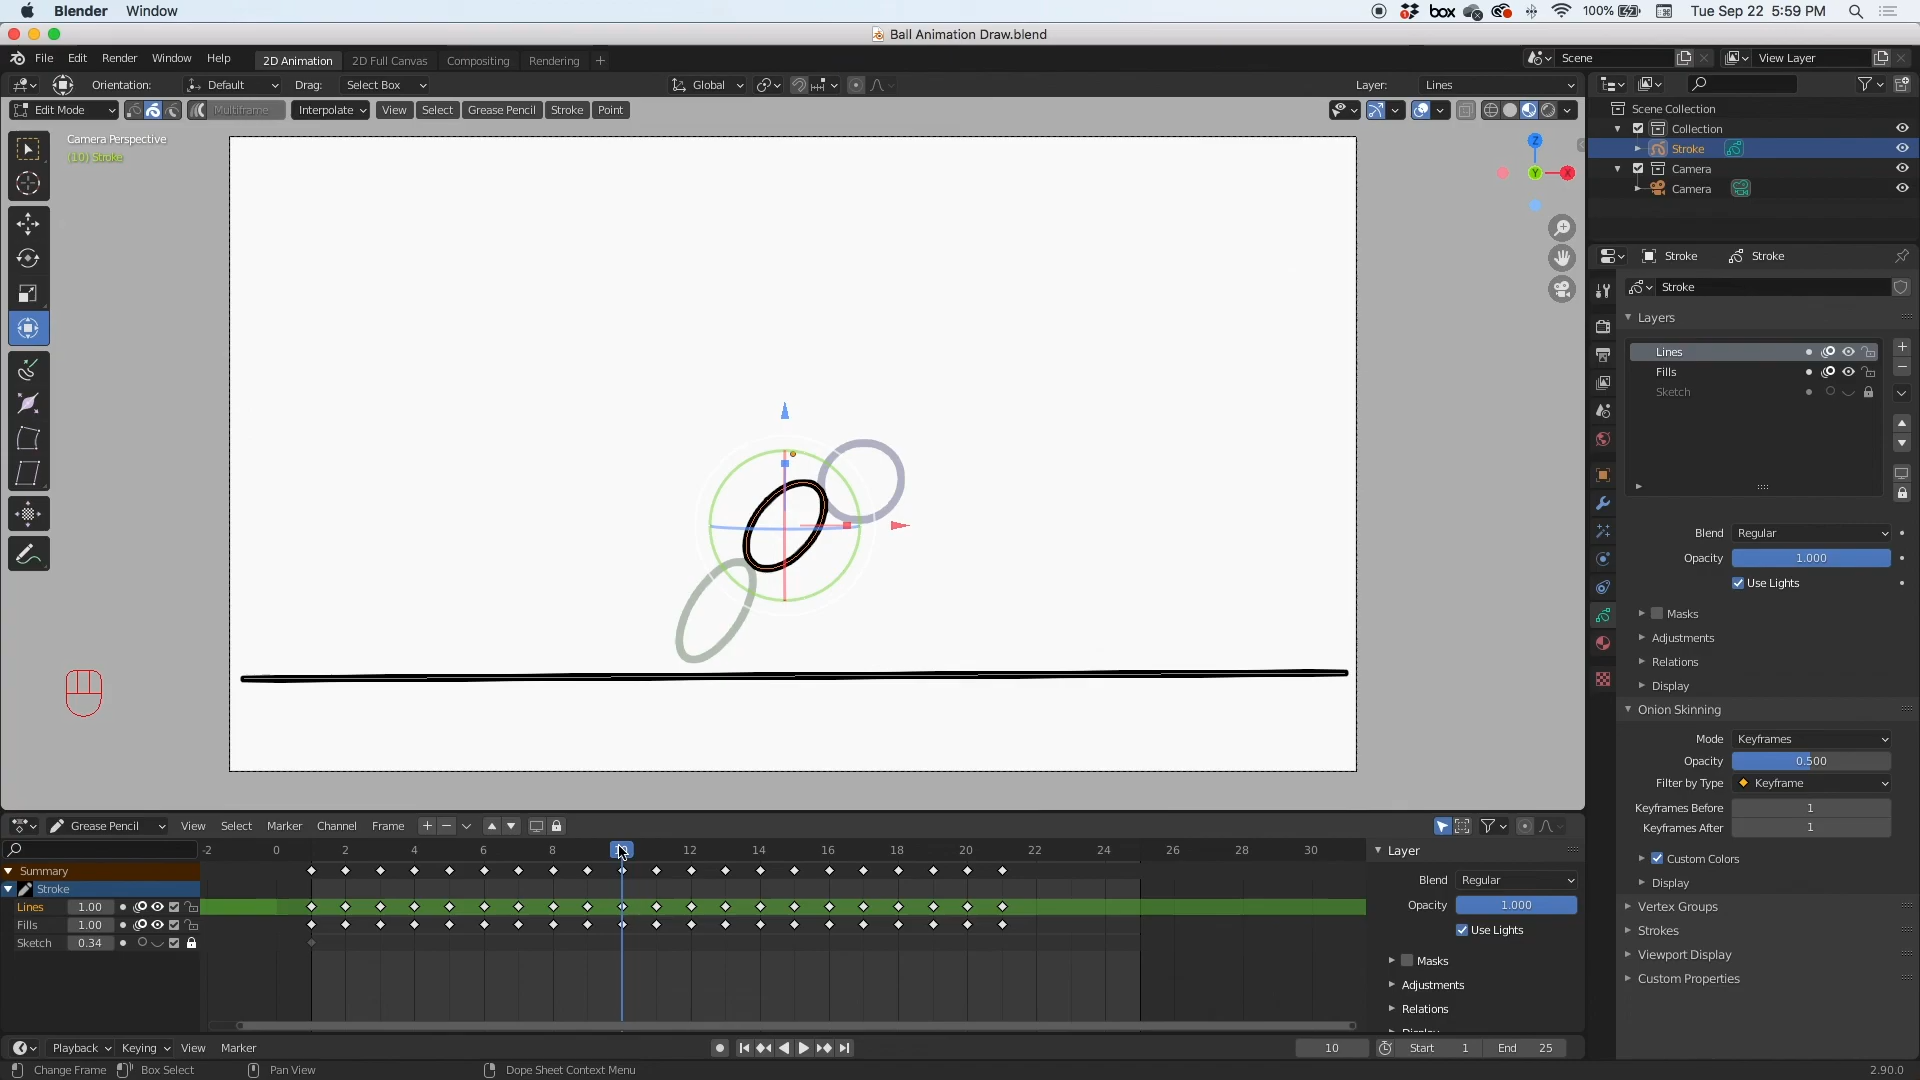 Blender Window
box 100% Tue Sep 22 5:59 PM
Ball Animation Draw.blend
File Edit Render Window Help 2D Animation 2D Full Canvas Compositing Rendering + Scene View Layer
Orientation: Default Drag: Select Box Global Layer: Lines
Edit Mode Multiframe Interpolate View Select Grease Pencil Stroke Point
Camera Perspective
(10) Stroke
Z
Y X
Scene Collection
Collection
Stroke
Camera
Camera
Stroke Stroke
Stroke
Layers
Lines
Fills
Sketch
Blend Regular
Opacity 1.000
Use Lights
Masks
Adjustments
Relations
Display
Onion Skinning
Mode Keyframes
Opacity 0.500
Filter by Type Keyframe
Keyframes Before 1
Keyframes After 1
Custom Colors
Display
Vertex Groups
Strokes
Viewport Display
Custom Properties
Grease Pencil View Select Marker Channel Frame
-2 0 2 4 6 8 10 12 14 16 18 20 22 24 26 28 30
Summary
Stroke
Lines 1.00
Fills 1.00
Sketch 0.34
Layer
Blend Regular
Opacity 1.000
Use Lights
Masks
Adjustments
Relations
Playback Keying View Marker 10 Start 1 End 25
Change Frame Box Select Pan View Dope Sheet Context Menu 2.90.0